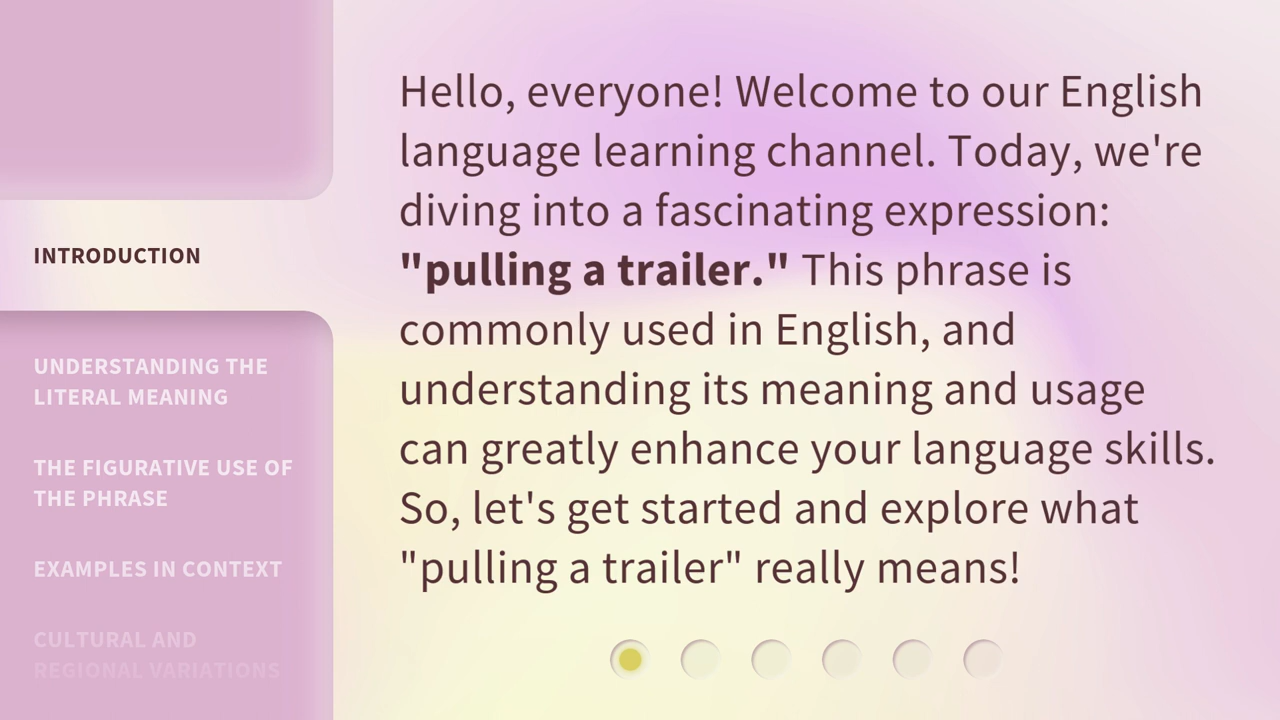 INTRODUCTION
UNDERSTANDING THE
LITERAL MEANING
THE FIGURATIVE USE OF
THE PHRASE
EXAMPLES IN CONTEXT
CULTURAL AND
REGIONAL VARIATIONS
Hello, everyone! Welcome to our English
language learning channel. Today, we're
diving into a fascinating expression:
"pulling a trailer." This phrase is
commonly used in English, and
understanding its meaning and usage
can greatly enhance your language skills.
So, let's get started and explore what
"pulling a trailer" really means!